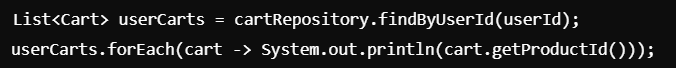 List<Cart> userCarts = cartRepository.findByUserId(userId);
userCarts.forEach(cart -> System.out.println(cart.getProductId()));